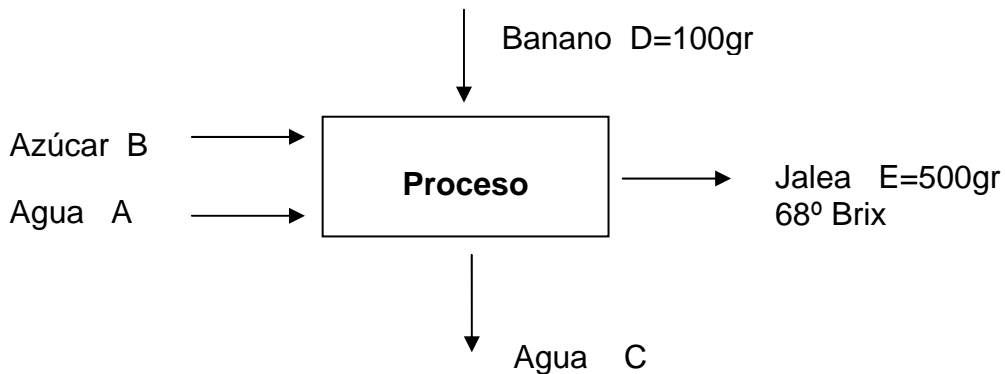 Banano D=100gr
Azúcar B
Agua A
Proceso
Jalea E=500gr
68º Brix
Agua C